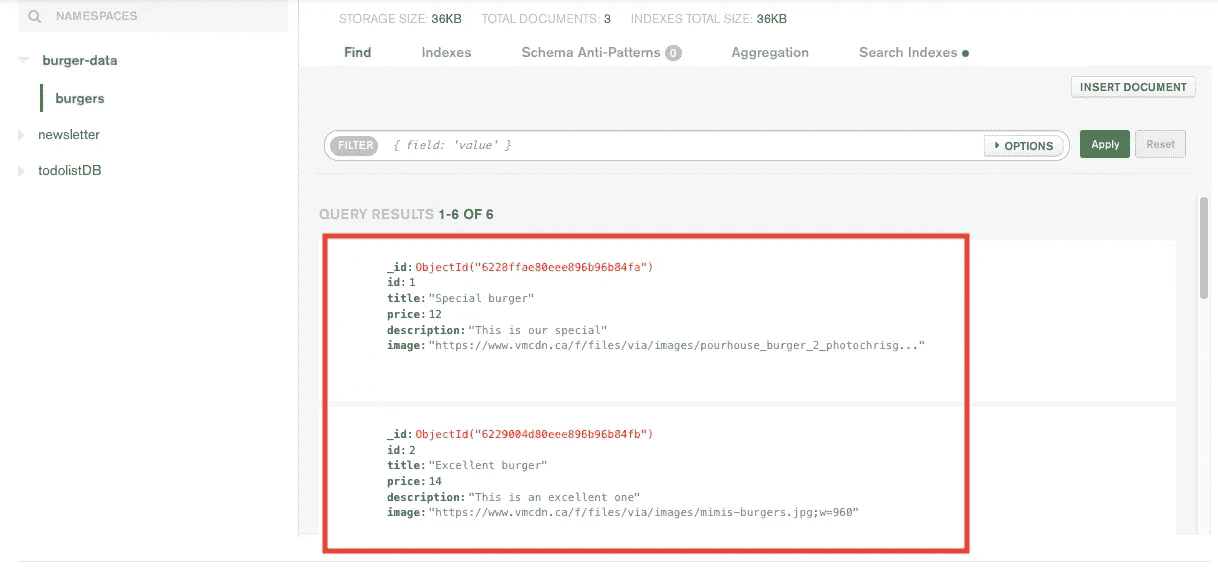 NAMESPACES
STORAGE SIZE: 36KB TOTAL DOCUMENTS: 3 INDEXES TOTAL SIZE: 36KB
burger-data
burgers
newsletter
todolistDB
Find Indexes Schema Anti-Patterns 0 Aggregation Search Indexes
INSERT DOCUMENT
FILTER { field: 'value' } OPTIONS Apply Reset
QUERY RESULTS 1-6 OF 6
_id: ObjectId("6228ffae80eee896b96b84fa")
id: 1
title: "Special burger"
price: 12
description: "This is our special"
image: "https://www.vmcdn.ca/f/files/via/images/pourhouse_burger_2_photochrisg..."
_id: ObjectId("6229004d80eee896b96b84fb")
id: 2
title: "Excellent burger"
price: 14
description: "This is an excellent one"
image: "https://www.vmcdn.ca/f/files/via/images/mimis-burgers.jpg;w=960"